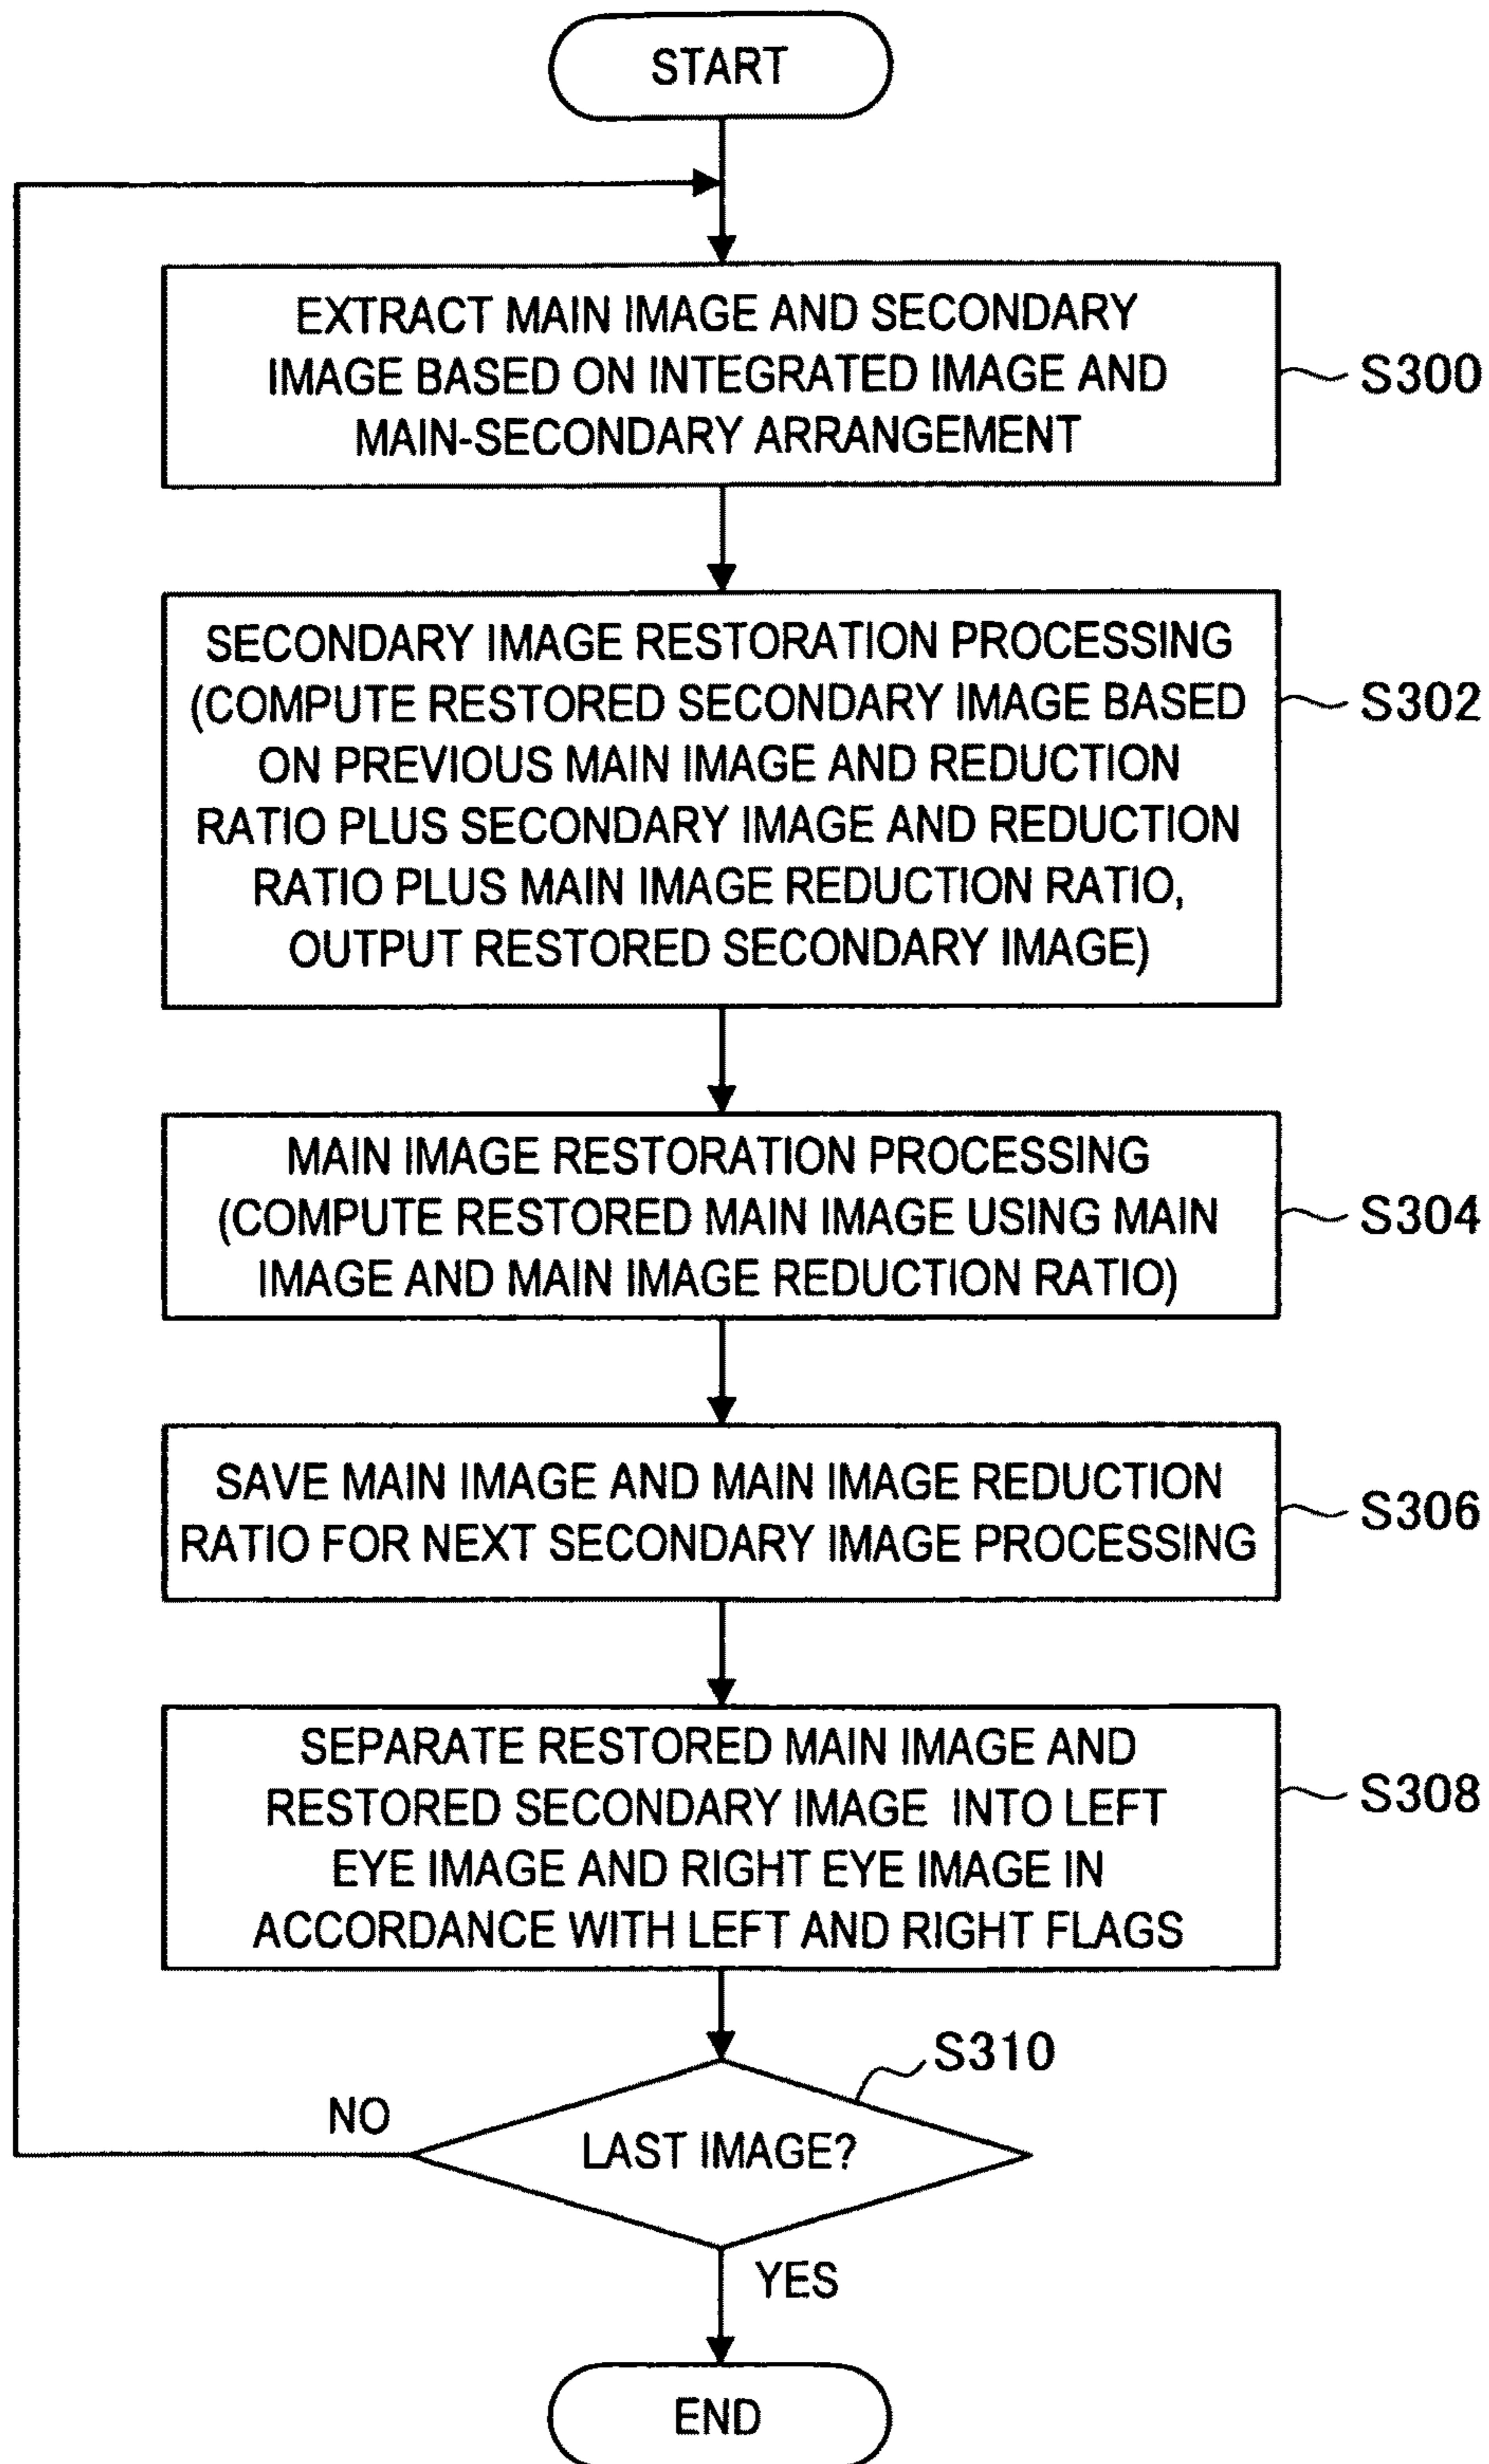 START
EXTRACT MAIN IMAGE AND SECONDARY
IMAGE BASED ON INTEGRATED IMAGE AND
MAIN-SECONDARY ARRANGEMENT
S300
SECONDARY IMAGE RESTORATION PROCESSING
(COMPUTE RESTORED SECONDARY IMAGE BASED
ON PREVIOUS MAIN IMAGE AND REDUCTION
RATIO PLUS SECONDARY IMAGE AND REDUCTION
RATIO PLUS MAIN IMAGE REDUCTION RATIO,
OUTPUT RESTORED SECONDARY IMAGE)
S302
MAIN IMAGE RESTORATION PROCESSING
(COMPUTE RESTORED MAIN IMAGE USING MAIN
IMAGE AND MAIN IMAGE REDUCTION RATIO)
S304
SAVE MAIN IMAGE AND MAIN IMAGE REDUCTION
RATIO FOR NEXT SECONDARY IMAGE PROCESSING
S306
SEPARATE RESTORED MAIN IMAGE AND
RESTORED SECONDARY IMAGE INTO LEFT
EYE IMAGE AND RIGHT EYE IMAGE IN
ACCORDANCE WITH LEFT AND RIGHT FLAGS
S308
S310
NO
LAST IMAGE?
YES
END